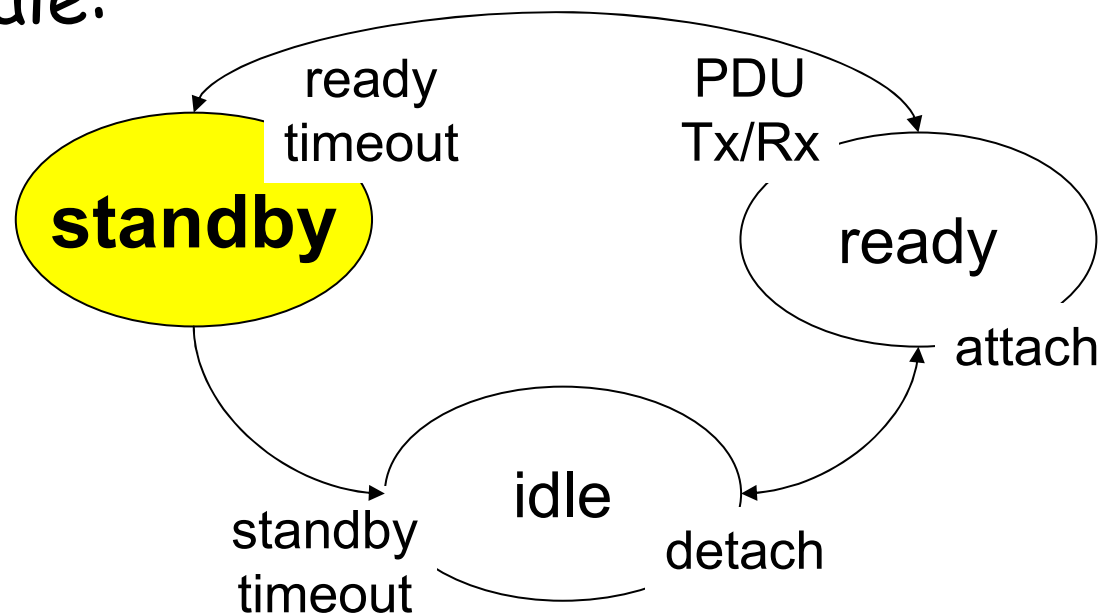 ready
timeout
PDU
Tx/Rx
standby
ready
attach
idle
standby
timeout
detach